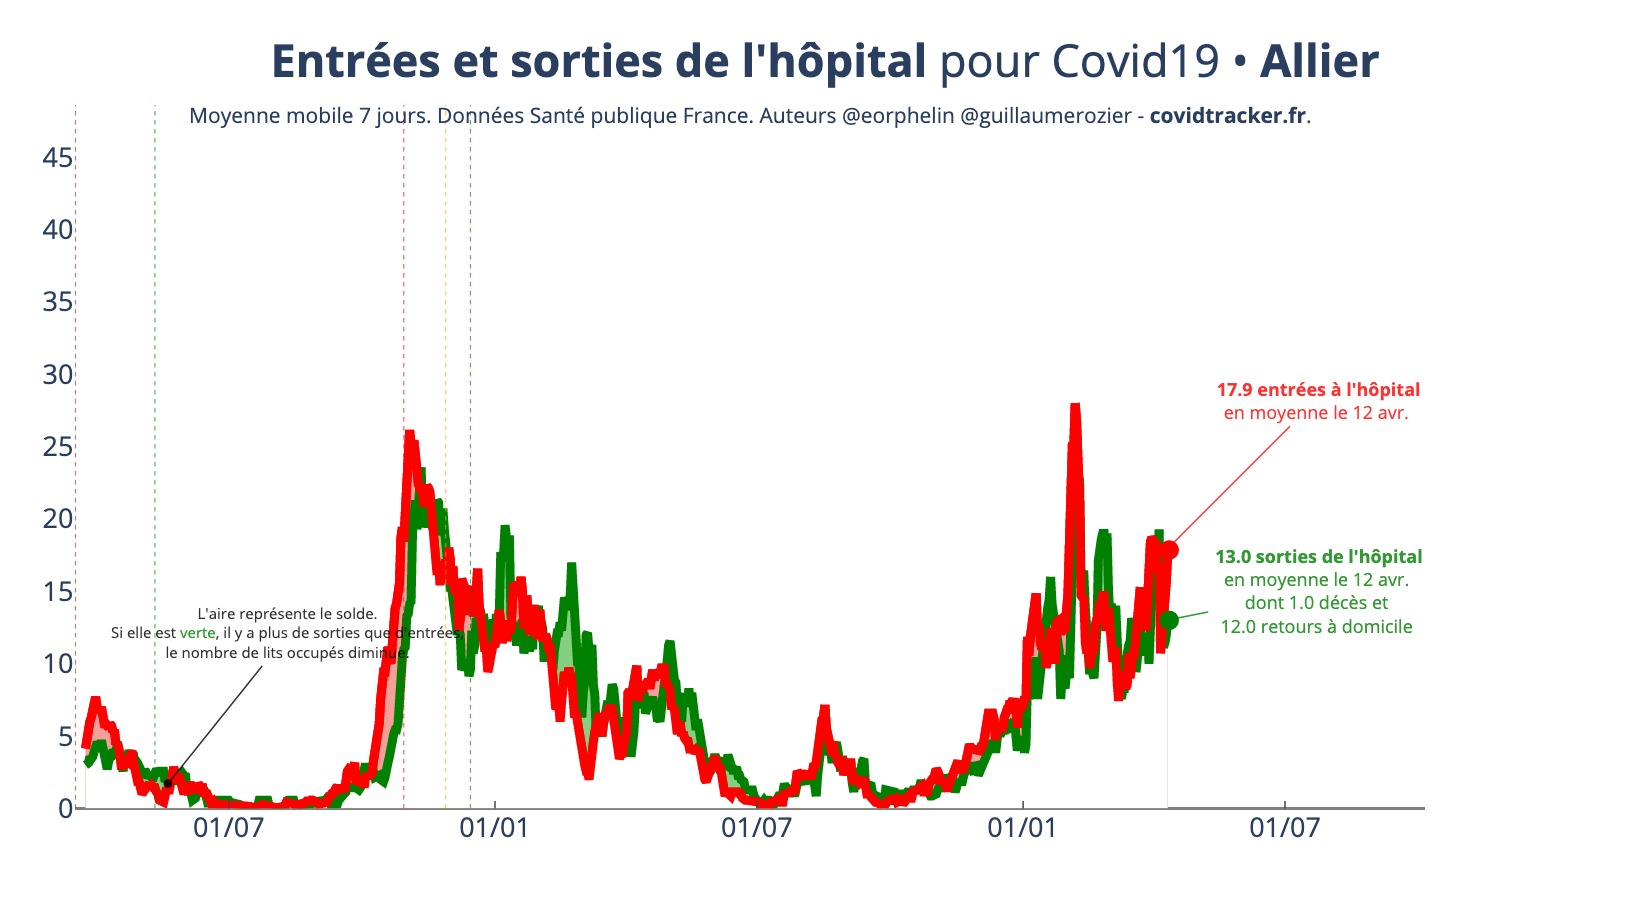 Entrées et sorties de l'hôpital pour Covid19 • Allier
Moyenne mobile 7 jours. Données Santé publique France. Auteurs @eorphelin @guillaumerozier - covidtracker.fr.
45
40
35
30
25
20
15
10
5
0
17.9 entrées à l'hôpital
en moyenne le 12 avr.
13.0 sorties de l'hôpital
en moyenne le 12 avr.
dont 1.0 décès et
12.0 retours à domicile
L'aire représente le solde.
Si elle est verte, il y a plus de sorties que d'entrées,
le nombre de lits occupés diminue.
01/07
01/01
01/07
01/01
01/07